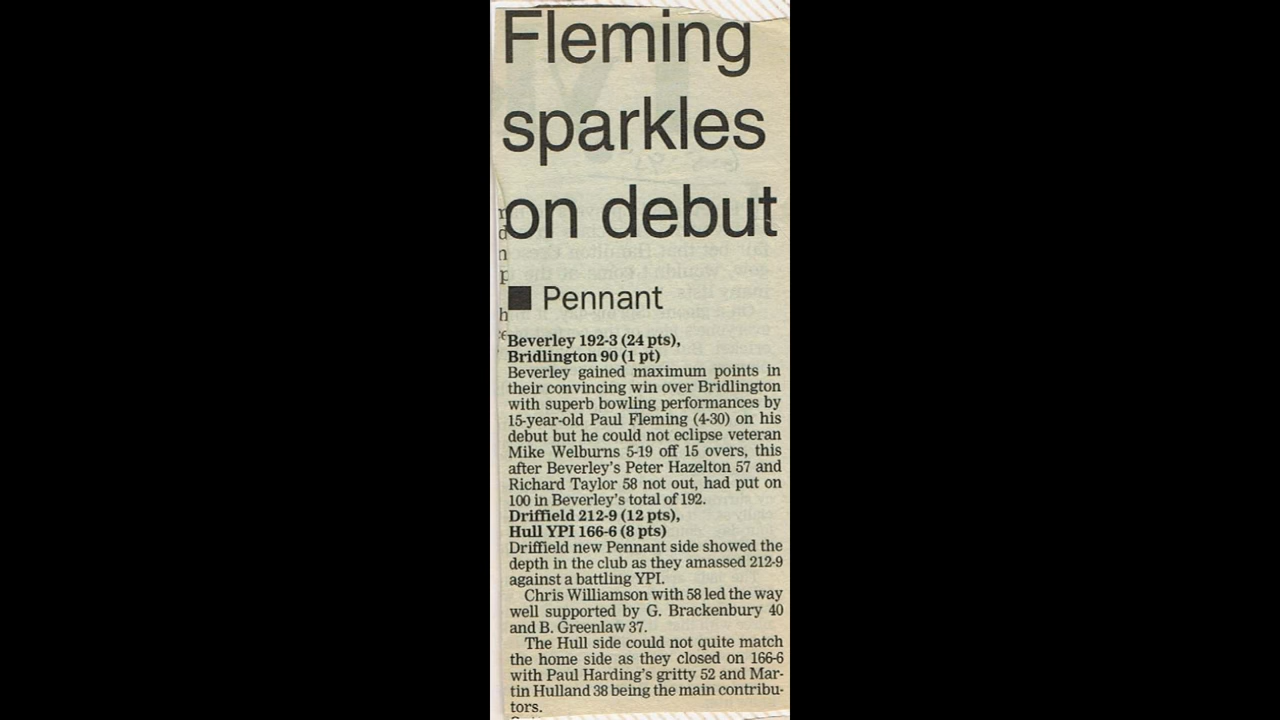 Fleming
sparkles
on debut
■ Pennant
Beverley 192-3 (24 pts),
Bridlington 90 (1 pt)
Beverley gained maximum points in
their convincing win over Bridlington
with superb bowling performances by
15-year-old Paul Fleming (4-30) on his
debut but he could not eclipse veteran
Mike Welburns 5-19 off 15 overs, this
after Beverley's Peter Hazelton 57 and
Richard Taylor 58 not out, had put on
100 in Beverley's total of 192.
Driffield 212-9 (12 pts),
Hull YPI 166-6 (8 pts)
Driffield new Pennant side showed the
depth in the club as they amassed 212-9
against a battling YPI.
Chris Williamson with 58 led the way
well supported by G. Brackenbury 40
and B. Greenlaw 37.
The Hull side could not quite match
the home side as they closed on 166-6
with Paul Harding's gritty 52 and Mar-
tin Hulland 38 being the main contribu-
tors.